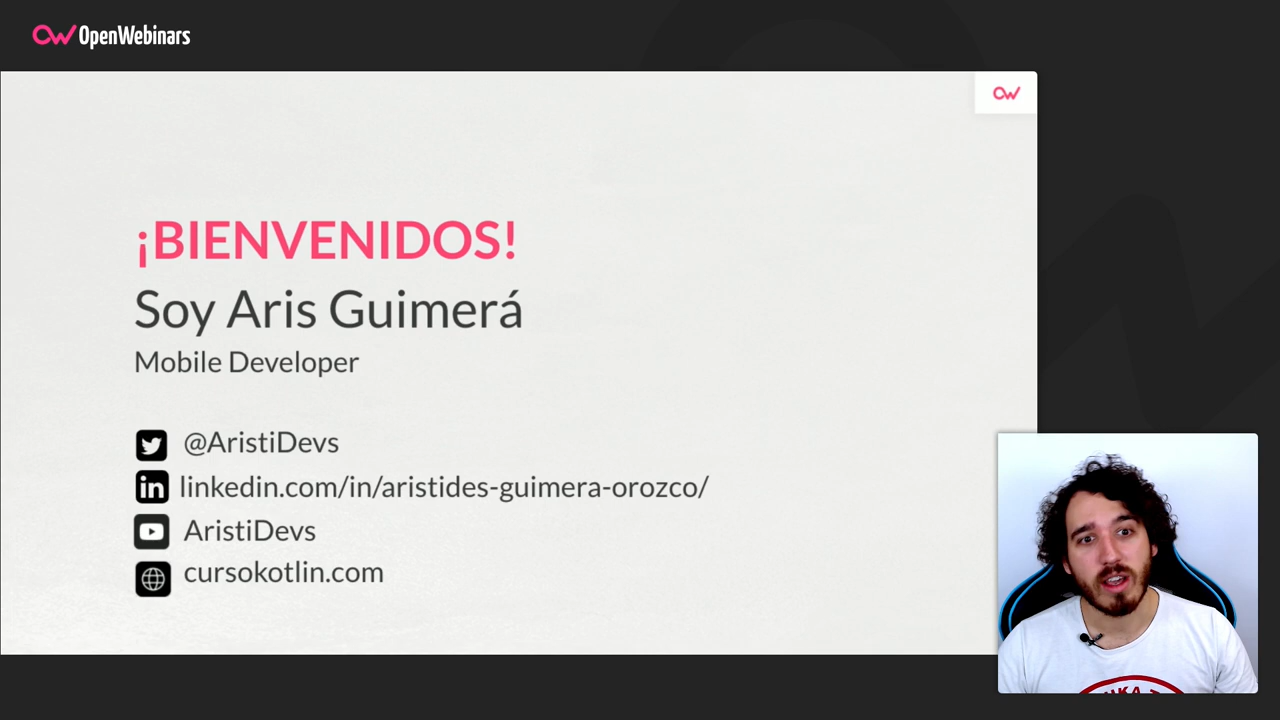 OpenWebinars
¡BIENVENIDOS!
Soy Aris Guimerá
Mobile Developer
@AristiDevs
linkedin.com/in/aristides-guimera-orozco/
AristiDevs
cursokotlin.com